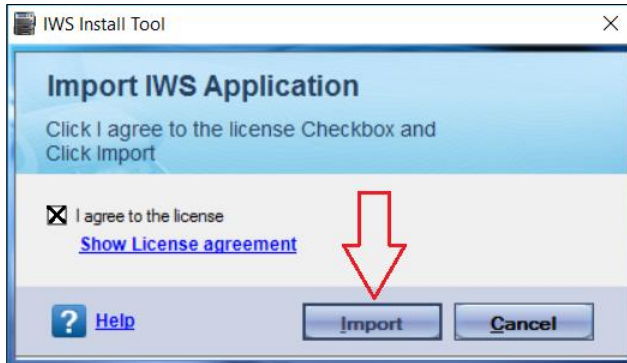 IWS Install Tool
Import IWS Application
Click I agree to the license Checkbox and
Click Import
I agree to the license
Show License agreement
? Help
Import
Cancel